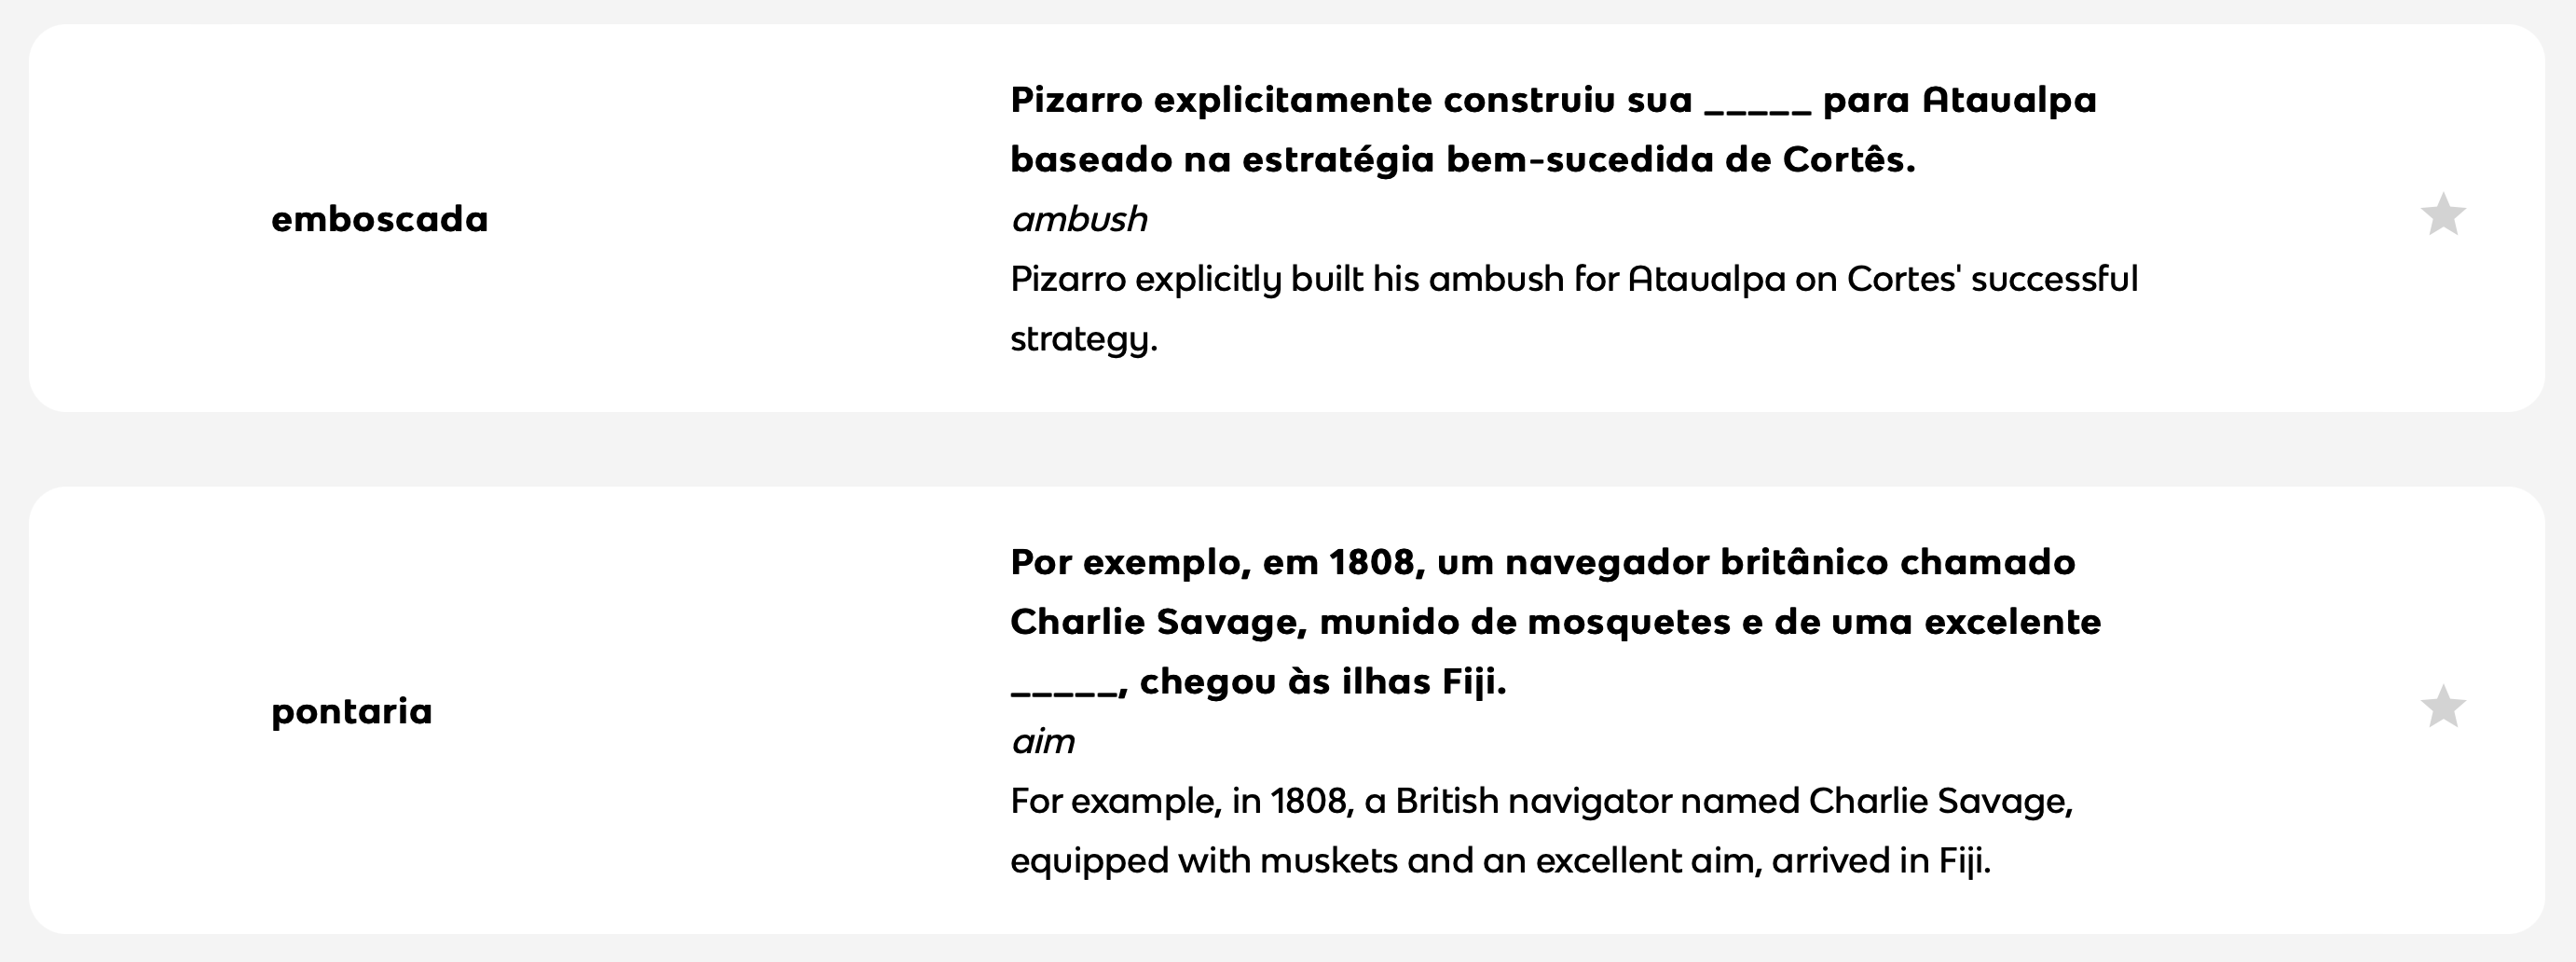 emboscada
Pizarro explicitamente construiu sua _____ para Ataualpa
baseado na estratégia bem-sucedida de Cortês.
ambush
Pizarro explicitly built his ambush for Ataualpa on Cortes' successful
strategy.
pontaria
Por exemplo, em 1808, um navegador britânico chamado
Charlie Savage, munido de mosquetes e de uma excelente
_____, chegou às ilhas Fiji.
aim
For example, in 1808, a British navigator named Charlie Savage,
equipped with muskets and an excellent aim, arrived in Fiji.